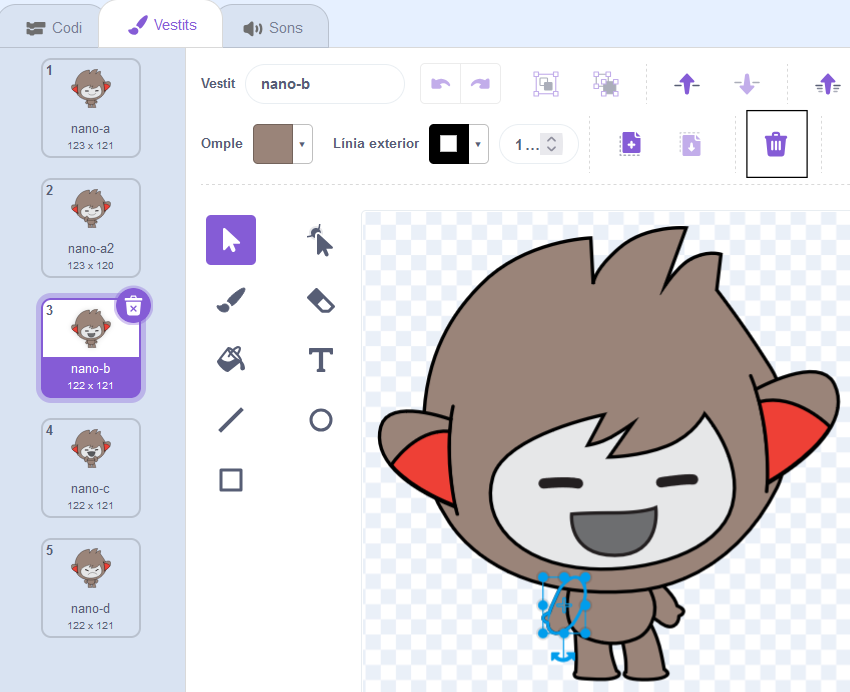 Codi
Vestits
Sons
1
nano-a
123 x 121
2
nano-a2
123 x 120
3
nano-b
122 x 121
4
nano-c
122 x 121
5
nano-d
122 x 121
Vestit
nano-b
Omple
Línia exterior
1 ...
T